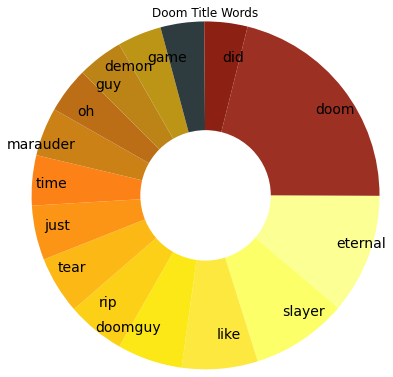 Doom Title Words
did
doom
game
demon
guy
oh
marauder
time
just
tear
rip
doomguy
like
slayer
eternal